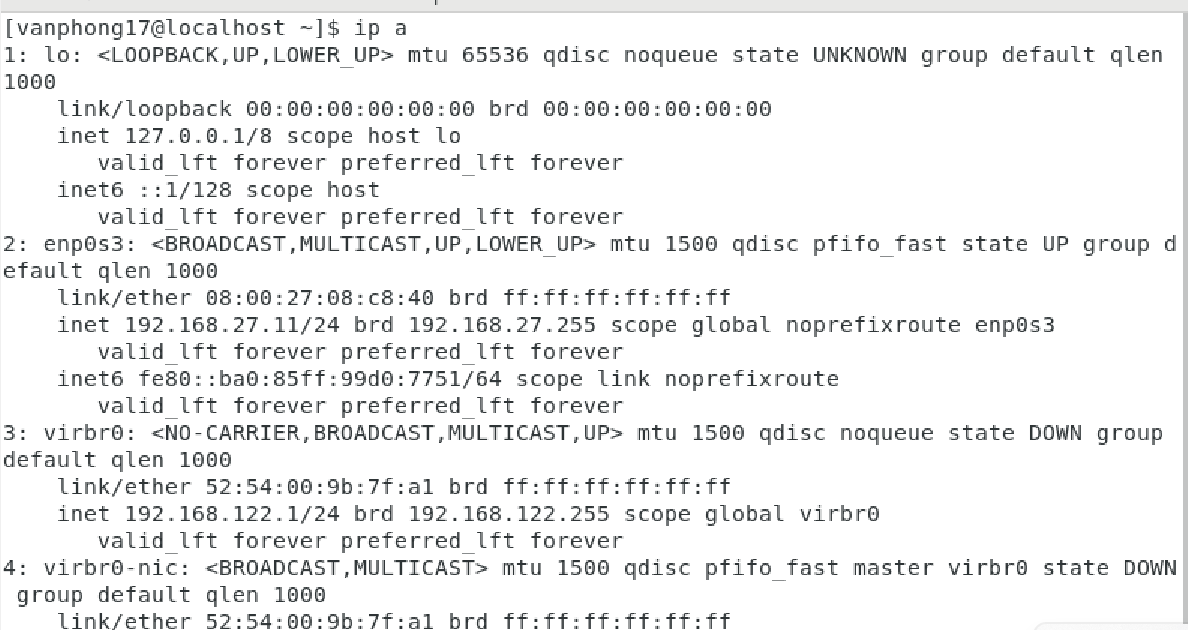 [vanphong17@localhost ~]$ ip a
1: lo: <LOOPBACK,UP,LOWER_UP> mtu 65536 qdisc noqueue state UNKNOWN group default qlen
1000
    link/loopback 00:00:00:00:00:00 brd 00:00:00:00:00:00
    inet 127.0.0.1/8 scope host lo
       valid_lft forever preferred_lft forever
    inet6 ::1/128 scope host
       valid_lft forever preferred_lft forever
2: enp0s3: <BROADCAST,MULTICAST,UP,LOWER_UP> mtu 1500 qdisc pfifo_fast state UP group d
efault qlen 1000
    link/ether 08:00:27:08:c8:40 brd ff:ff:ff:ff:ff:ff
    inet 192.168.27.11/24 brd 192.168.27.255 scope global noprefixroute enp0s3
       valid_lft forever preferred_lft forever
    inet6 fe80::ba0:85ff:99d0:7751/64 scope link noprefixroute
       valid_lft forever preferred_lft forever
3: virbr0: <NO-CARRIER,BROADCAST,MULTICAST,UP> mtu 1500 qdisc noqueue state DOWN group
default qlen 1000
    link/ether 52:54:00:9b:7f:a1 brd ff:ff:ff:ff:ff:ff
    inet 192.168.122.1/24 brd 192.168.122.255 scope global virbr0
       valid_lft forever preferred_lft forever
4: virbr0-nic: <BROADCAST,MULTICAST> mtu 1500 qdisc pfifo_fast master virbr0 state DOWN
 group default qlen 1000
    link/ether 52:54:00:9b:7f:a1 brd ff:ff:ff:ff:ff:ff